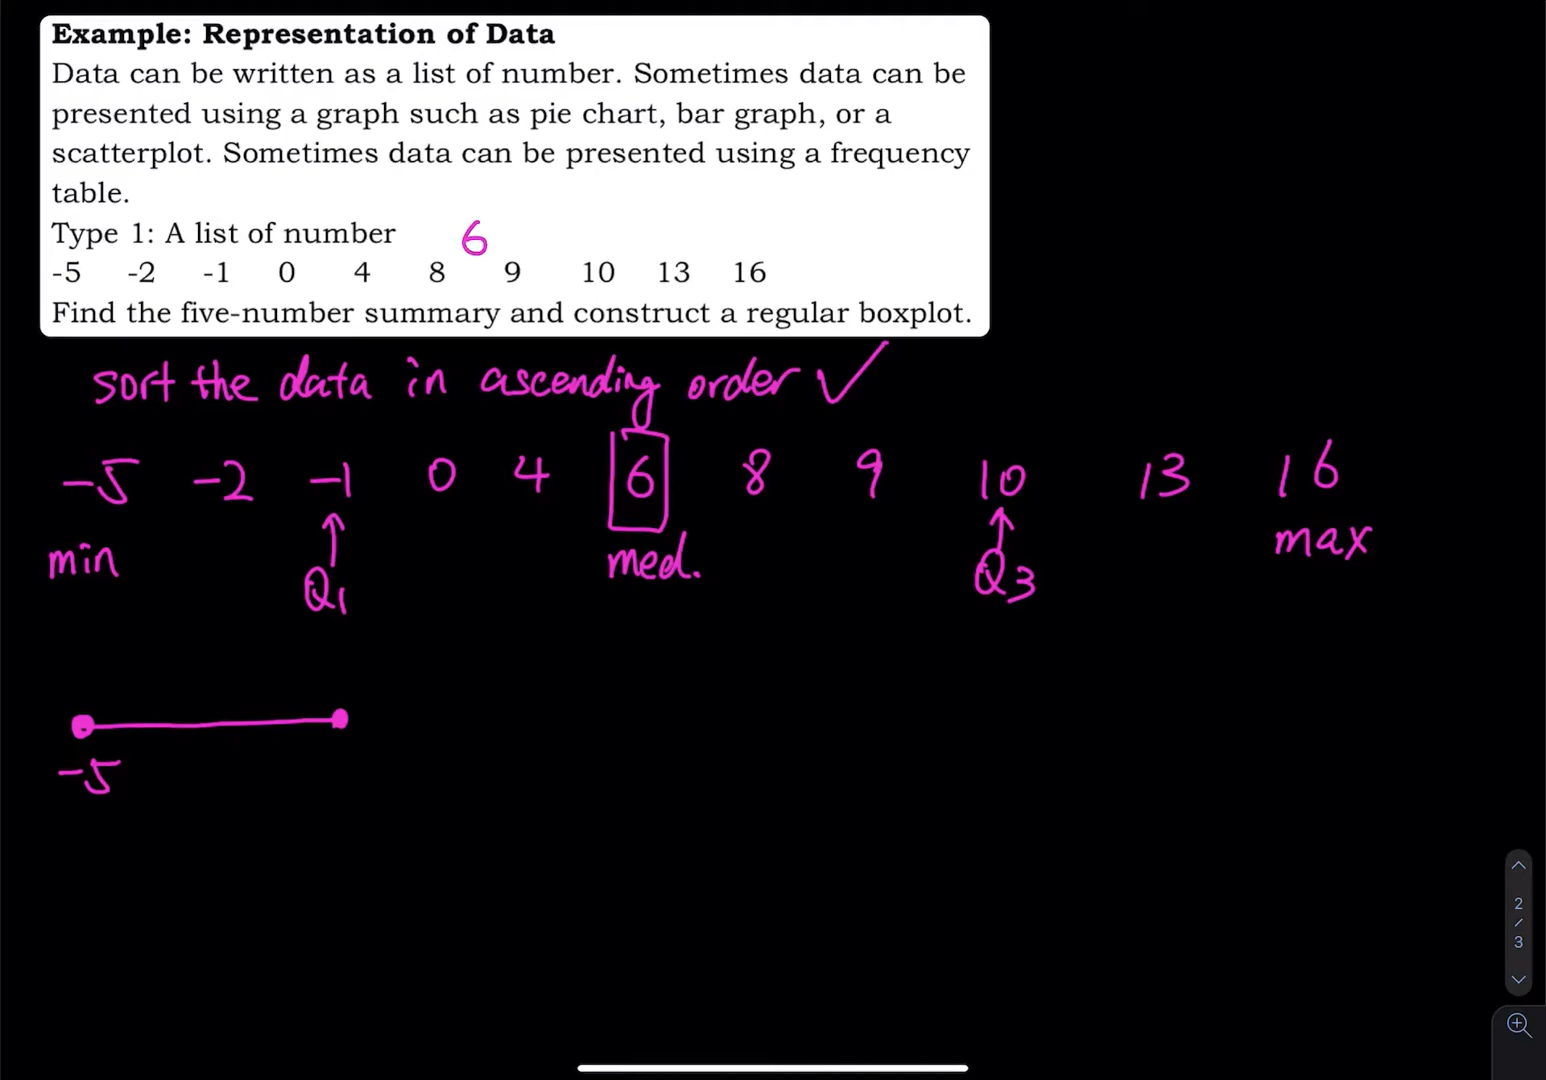 Example: Representation of Data
Data can be written as a list of number. Sometimes data can be
presented using a graph such as pie chart, bar graph, or a
scatterplot. Sometimes data can be presented using a frequency
table.
Type 1: A list of number 6
-5 -2 -1 0 4 8 9 10 13 16
Find the five-number summary and construct a regular boxplot.
sort the data in ascending order ✓
-5 -2 -1 0 4 6 8 9 10 13 16
min Q1 med. Q3 max
-5
2
/
3